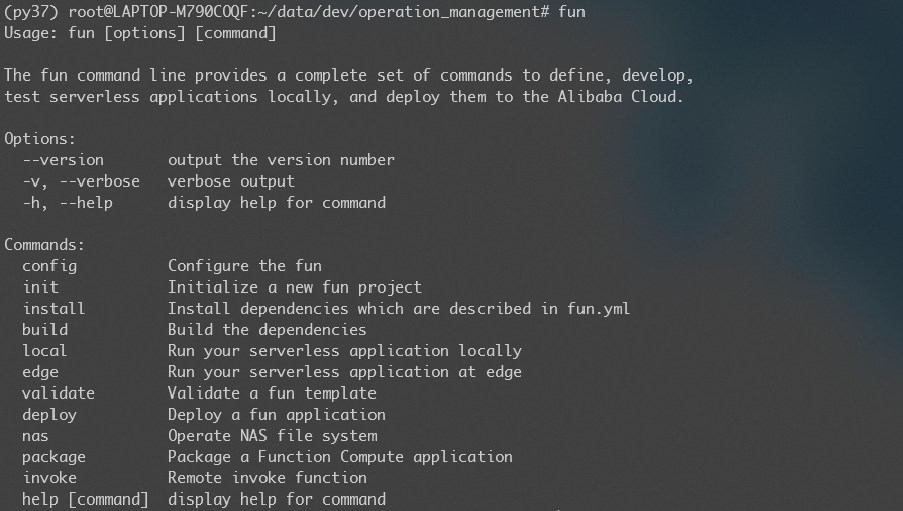 (py37) root@LAPTOP-M790COQF:~/data/dev/operation_management# fun
Usage: fun [options] [command]
The fun command line provides a complete set of commands to define, develop,
test serverless applications locally, and deploy them to the Alibaba Cloud.
Options:
--version output the version number
-v, --verbose verbose output
-h, --help display help for command
Commands:
config Configure the fun
init Initialize a new fun project
install Install dependencies which are described in fun.yml
build Build the dependencies
local Run your serverless application locally
edge Run your serverless application at edge
validate Validate a fun template
deploy Deploy a fun application
nas Operate NAS file system
package Package a Function Compute application
invoke Remote invoke function
help [command] display help for command